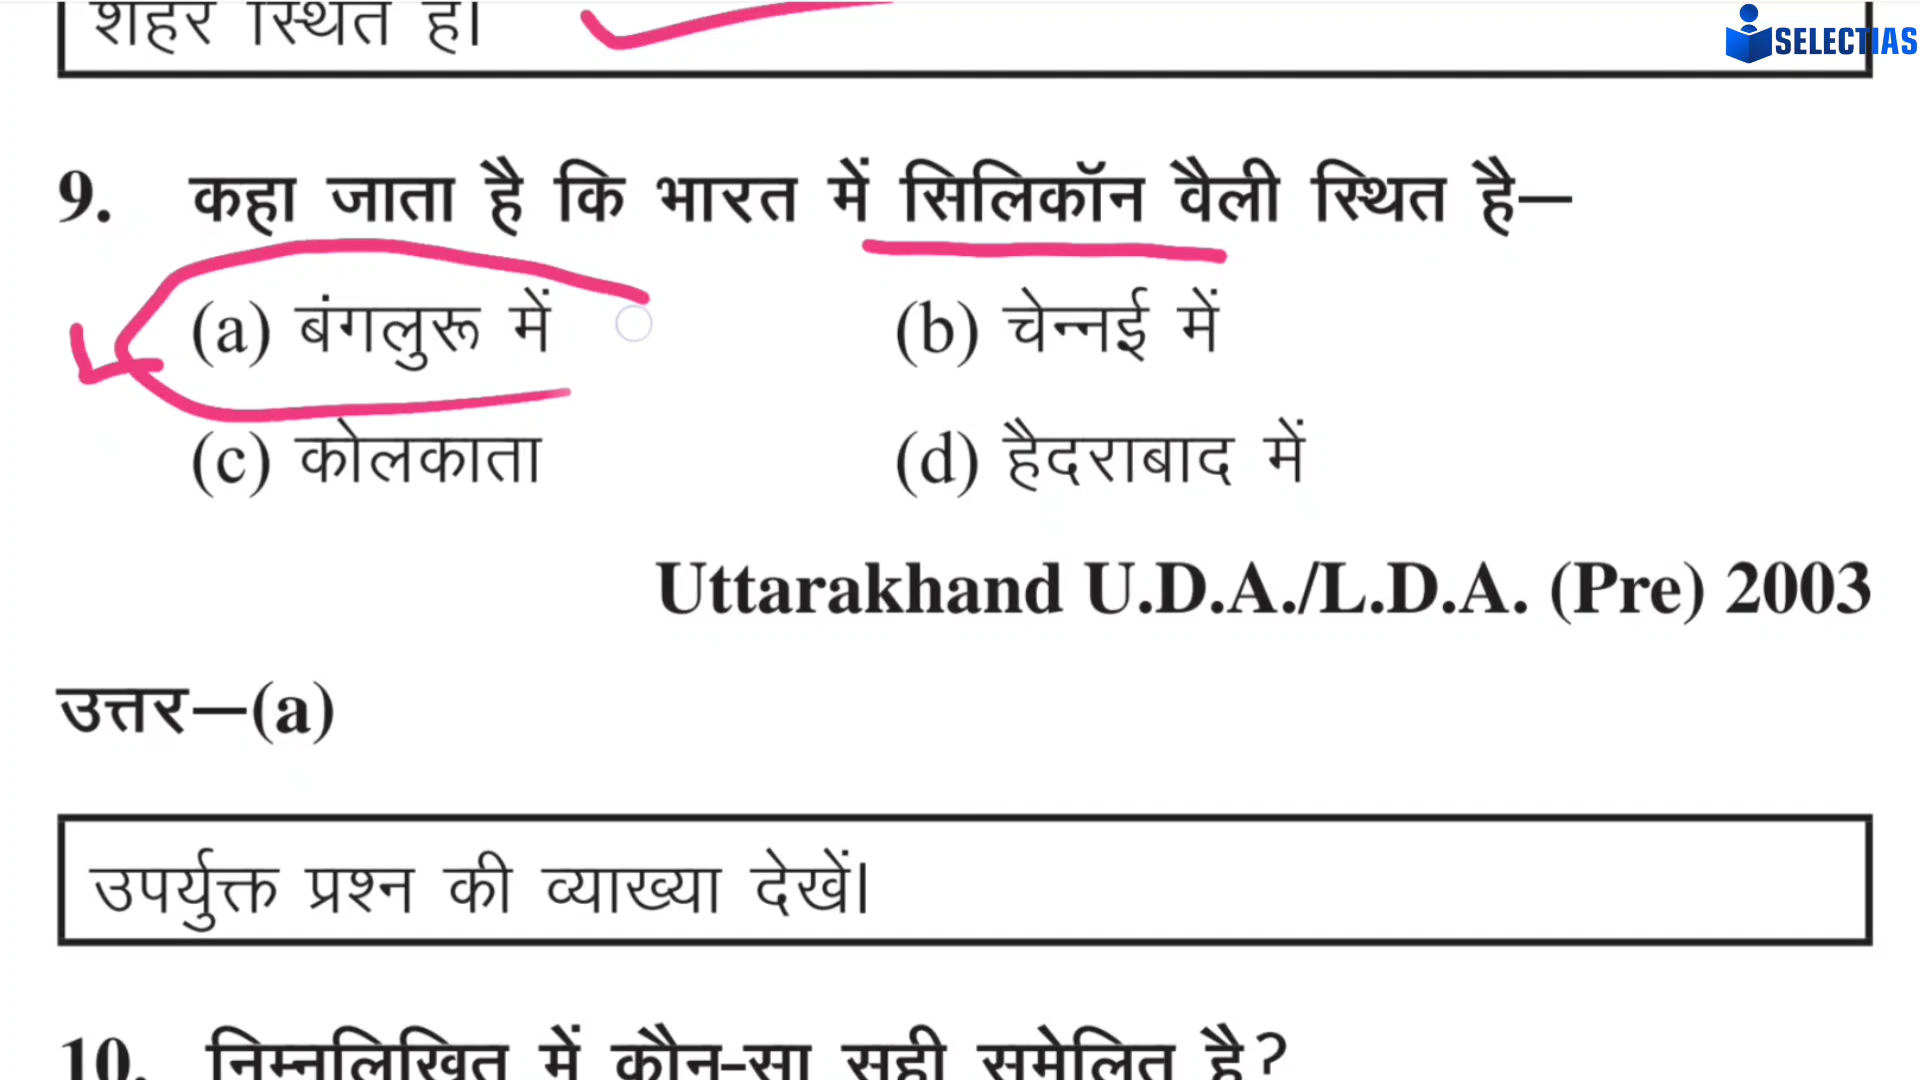 शहर स्थित है।
SELECTIAS
9. कहा जाता है कि भारत में सिलिकॉन वैली स्थित है—
(a) बंगलुरू में (b) चेन्नई में
(c) कोलकाता (d) हैदराबाद में
Uttarakhand U.D.A./L.D.A. (Pre) 2003
उत्तर—(a)
उपर्युक्त प्रश्न की व्याख्या देखें।
10. निम्नलिखित में कौन-सा सही सुमेलित है?